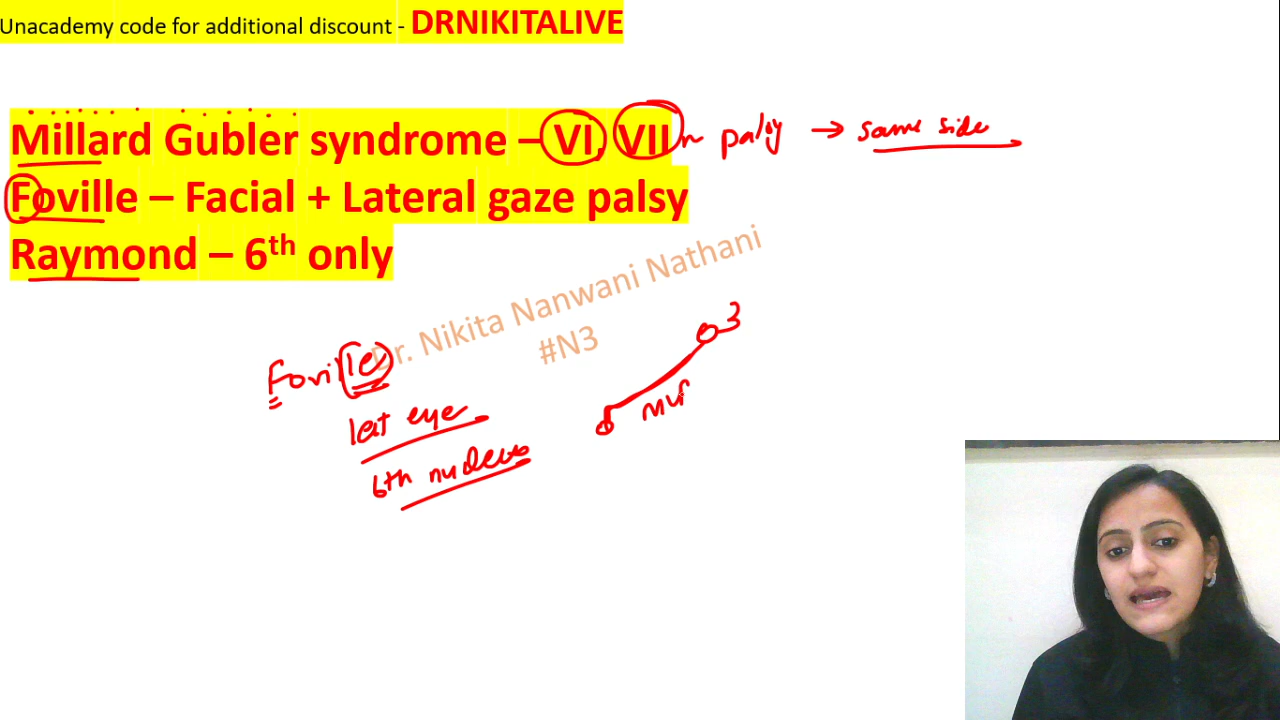 Unacademy code for additional discount - DRNIKITALIVE
Millard Gubler syndrome – VI, VII n palsy → same side
Foville – Facial + Lateral gaze palsy
Raymond – 6th only
Dr. Nikita Nanwani Nathani
#N3
Foville
3
lat eye
6
6th nucleus